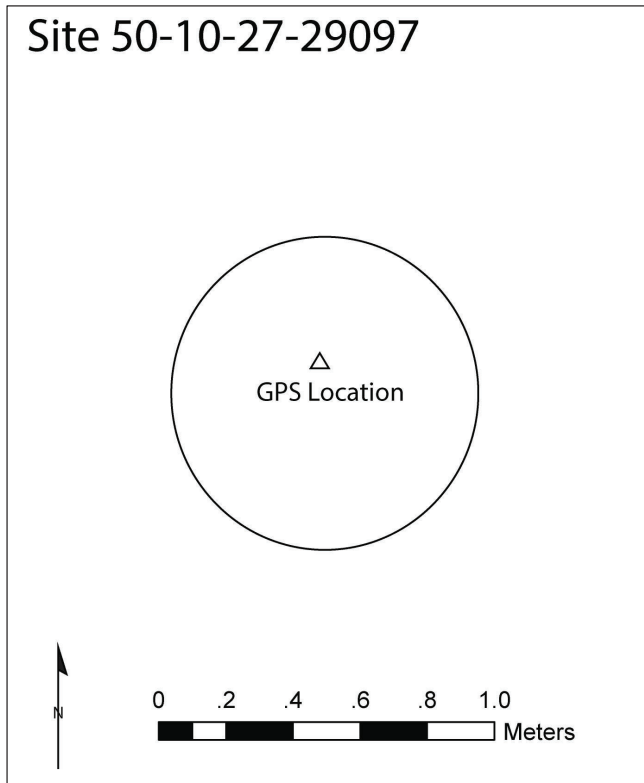 Site 50-10-27-29097
GPS Location
N
0 .2 .4 .6 .8 1.0
Meters